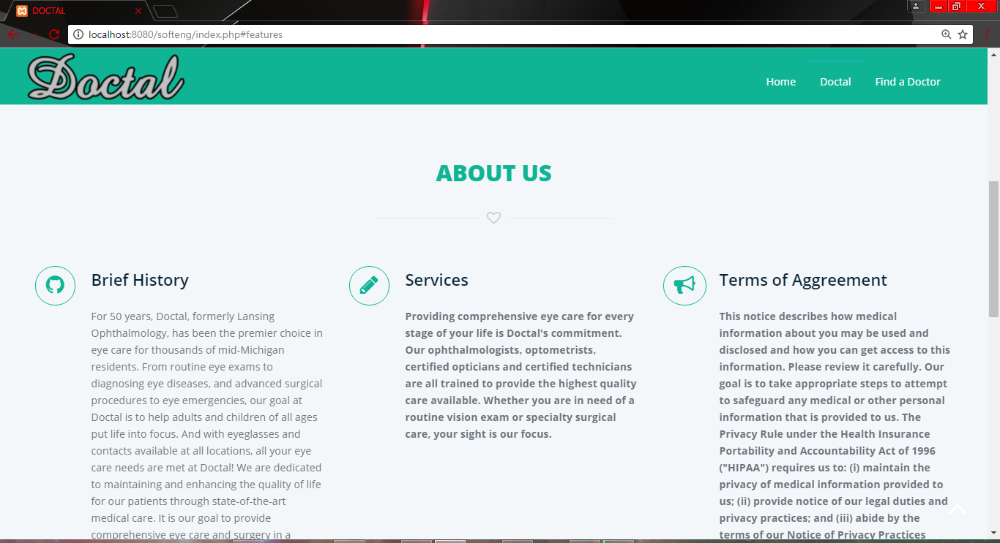 DOCTAL
localhost:8080/softeng/index.php#features
Doctal
Home Doctal Find a Doctor
ABOUT US
Brief History
For 50 years, Doctal, formerly Lansing
Ophthalmology, has been the premier choice in
eye care for thousands of mid-Michigan
residents. From routine eye exams to
diagnosing eye diseases, and advanced surgical
procedures to eye emergencies, our goal at
Doctal is to help adults and children of all ages
put life into focus. And with eyeglasses and
contacts available at all locations, all your eye
care needs are met at Doctal! We are dedicated
to maintaining and enhancing the quality of life
for our patients through state-of-the-art
medical care. It is our goal to provide
comprehensive eye care and surgery in a
Services
Providing comprehensive eye care for every
stage of your life is Doctal's commitment.
Our ophthalmologists, optometrists,
certified opticians and certified technicians
are all trained to provide the highest quality
care available. Whether you are in need of a
routine vision exam or specialty surgical
care, your sight is our focus.
Terms of Aggreement
This notice describes how medical
information about you may be used and
disclosed and how you can get access to this
information. Please review it carefully. Our
goal is to take appropriate steps to attempt
to safeguard any medical or other personal
information that is provided to us. The
Privacy Rule under the Health Insurance
Portability and Accountability Act of 1996
("HIPAA") requires us to: (i) maintain the
privacy of medical information provided to
us; (ii) provide notice of our legal duties and
privacy practices; and (iii) abide by the
terms of our Notice of Privacy Practices